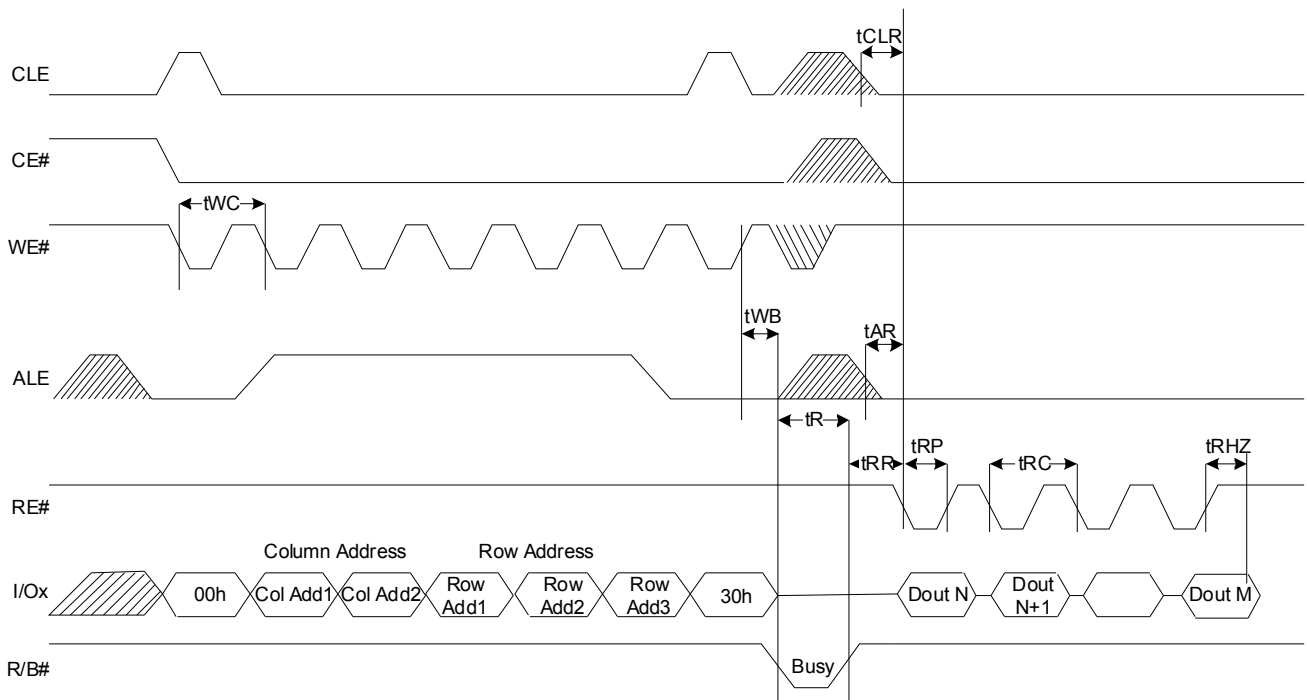 tCLR
CLE
CE#
tWC
WE#
tWB
tAR
ALE
tR
tRR
tRP
tRC
tRHZ
RE#
Column Address
Row Address
I/Ox
00h
Col Add1
Col Add2
Row Add1
Row Add2
Row Add3
30h
Dout N
Dout N+1
Dout M
R/B#
Busy